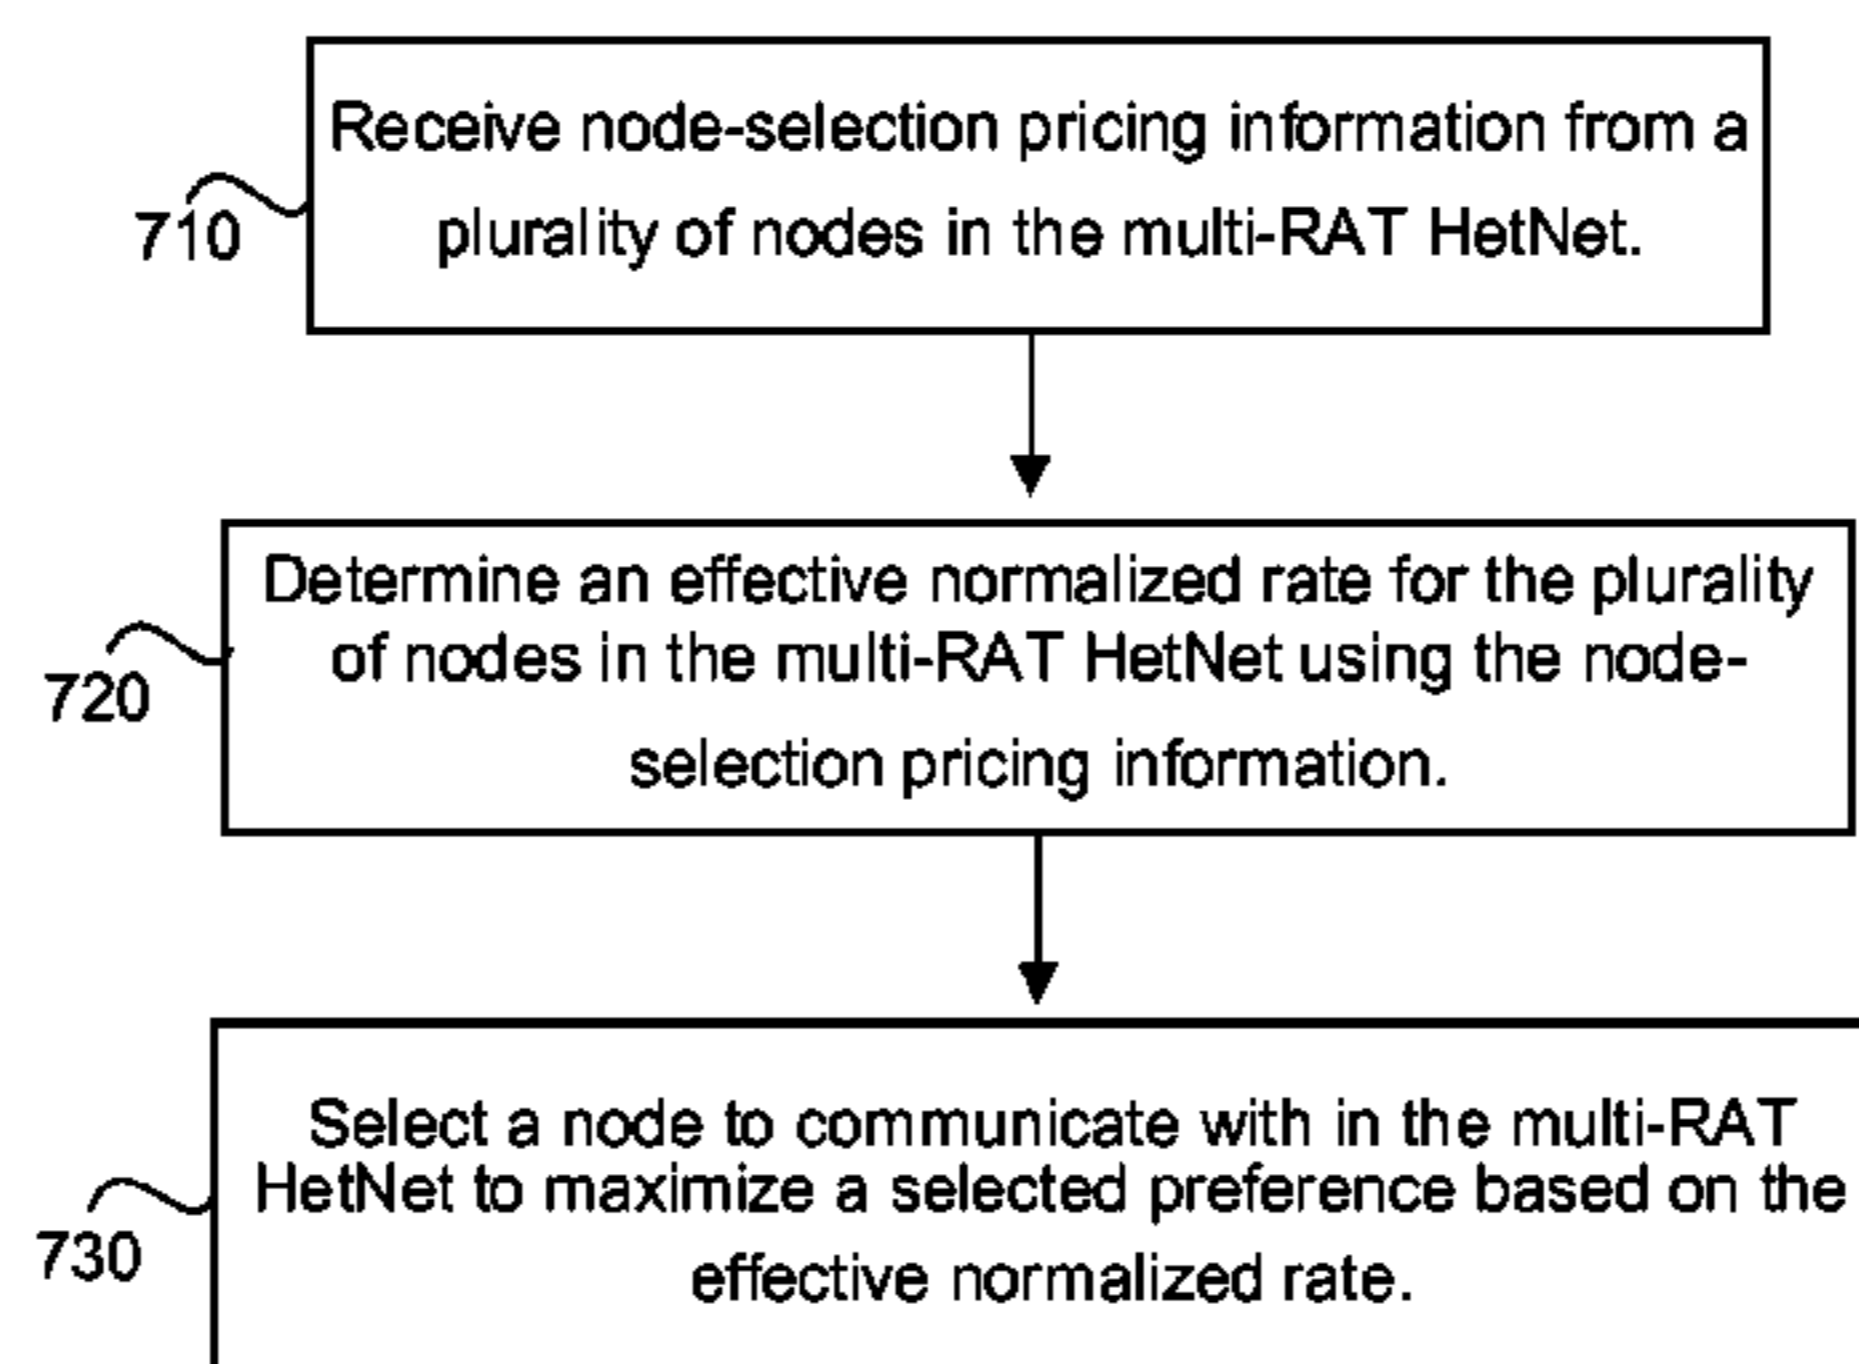 Receive node-selection pricing information from a
plurality of nodes in the multi-RAT HetNet.
710
Determine an effective normalized rate for the plurality
of nodes in the multi-RAT HetNet using the node-
selection pricing information.
720
Select a node to communicate with in the multi-RAT
HetNet to maximize a selected preference based on the
effective normalized rate.
730